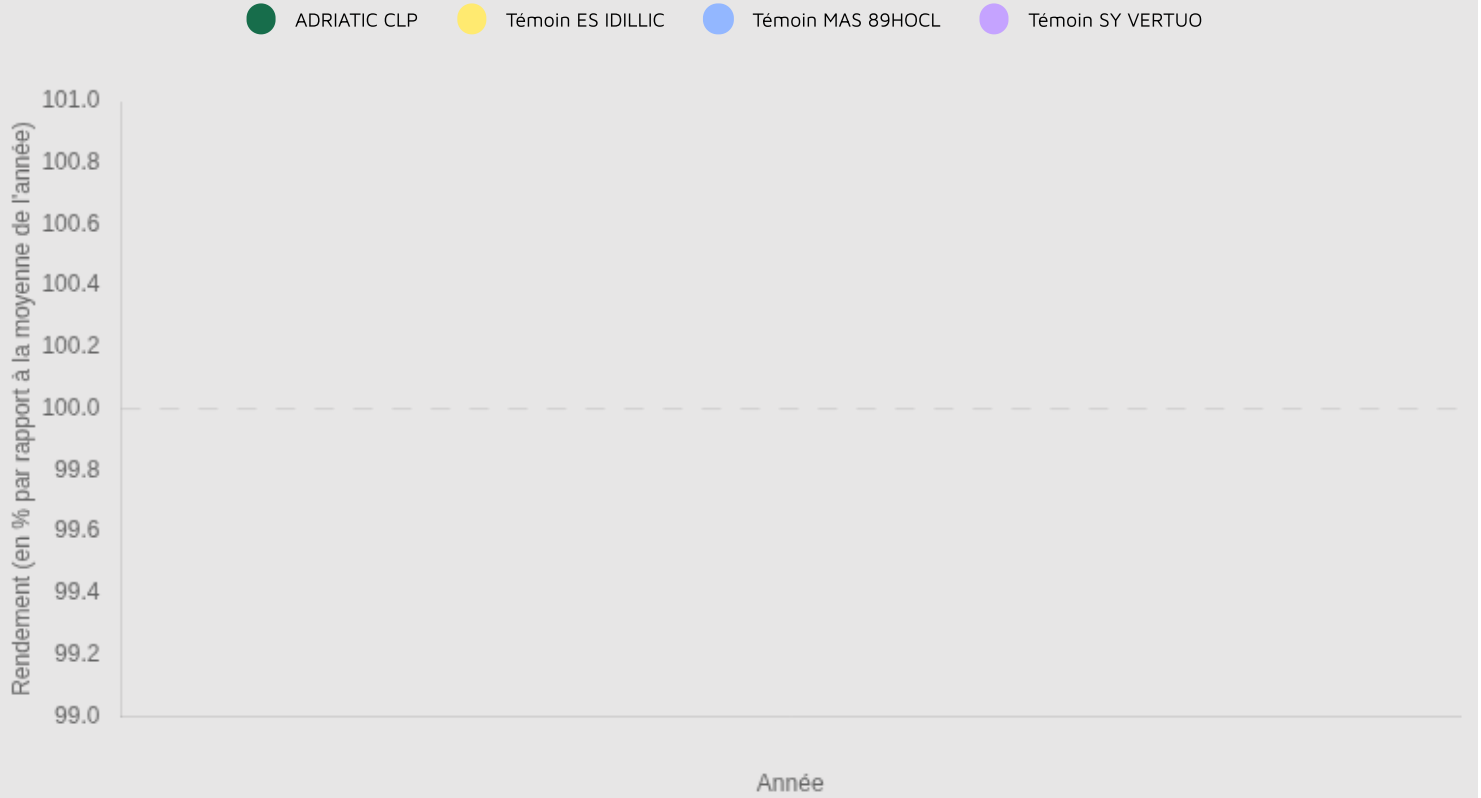 ADRIATIC CLP
Témoin ES IDILLIC
Témoin MAS 89HOCL
Témoin SY VERTUO
Rendement (en % par rapport à la moyenne de l'année)
101.0
100.8
100.6
100.4
100.2
100.0
99.8
99.6
99.4
99.2
99.0
Année